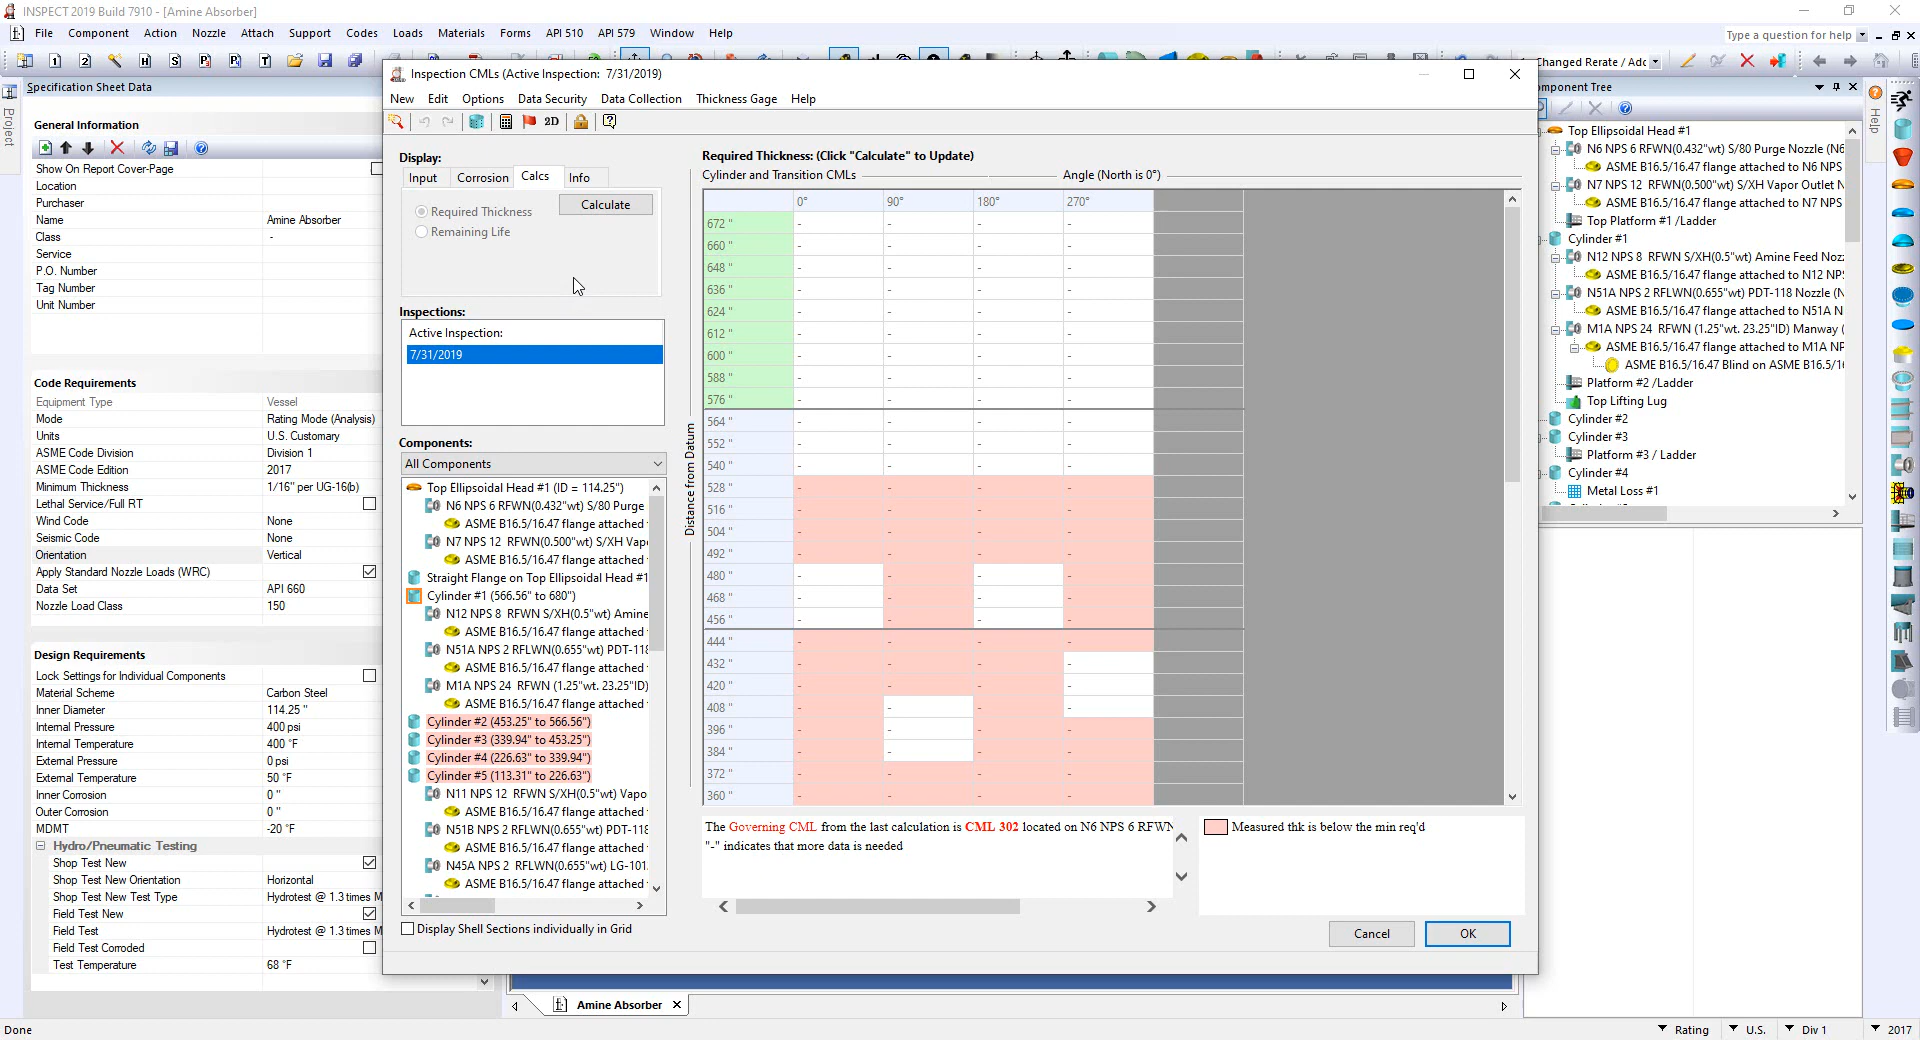 INSPECT 2019 Build 7910 - [Amine Absorber]
File Component Action Nozzle Attach Support Codes Loads Materials Forms API 510 API 579 Window Help
Type a question for help
Changed Rerate / Adc
Project
Specification Sheet Data
General Information
Show On Report Cover-Page
Location
Purchaser
Name Amine Absorber
Class -
Service
P.O. Number
Tag Number
Unit Number
Code Requirements
Equipment Type Vessel
Mode Rating Mode (Analysis)
Units U.S. Customary
ASME Code Division Division 1
ASME Code Edition 2017
Minimum Thickness 1/16" per UG-16(b)
Lethal Service/Full RT
Wind Code None
Seismic Code None
Orientation Vertical
Apply Standard Nozzle Loads (WRC)
Data Set API 660
Nozzle Load Class 150
Design Requirements
Lock Settings for Individual Components
Material Scheme Carbon Steel
Inner Diameter 114.25 "
Internal Pressure 400 psi
Internal Temperature 400 °F
External Pressure 0 psi
External Temperature 50 °F
Inner Corrosion 0 "
Outer Corrosion 0 "
MDMT -20 °F
Hydro/Pneumatic Testing
Shop Test New
Shop Test New Orientation Horizontal
Shop Test New Test Type Hydrotest @ 1.3 times M
Field Test New
Field Test Hydrotest @ 1.3 times M
Field Test Corroded
Test Temperature 68 °F
Inspection CMLs (Active Inspection: 7/31/2019)
New Edit Options Data Security Data Collection Thickness Gage Help
2D
Display:
Input Corrosion Calcs Info
Required Thickness
Remaining Life
Calculate
Inspections:
Active Inspection:
7/31/2019
Components:
All Components
Top Ellipsoidal Head #1 (ID = 114.25")
N6 NPS 6 RFWN(0.432"wt) S/80 Purge
ASME B16.5/16.47 flange attached
N7 NPS 12 RFWN(0.500"wt) S/XH Vap
ASME B16.5/16.47 flange attached
Straight Flange on Top Ellipsoidal Head #1
Cylinder #1 (566.56" to 680")
N12 NPS 8 RFWN S/XH(0.5"wt) Amine
ASME B16.5/16.47 flange attached
N51A NPS 2 RFLWN(0.655"wt) PDT-118
ASME B16.5/16.47 flange attached
M1A NPS 24 RFWN (1.25"wt. 23.25"ID)
ASME B16.5/16.47 flange attached
Cylinder #2 (453.25" to 566.56")
Cylinder #3 (339.94" to 453.25")
Cylinder #4 (226.63" to 339.94")
Cylinder #5 (113.31" to 226.63")
N11 NPS 12 RFWN S/XH(0.5"wt) Vapo
ASME B16.5/16.47 flange attached
N51B NPS 2 RFLWN(0.655"wt) PDT-118
ASME B16.5/16.47 flange attached
N45A NPS 2 RFLWN(0.655"wt) LG-101
ASME B16.5/16.47 flange attached
Display Shell Sections individually in Grid
Required Thickness: (Click "Calculate" to Update)
Cylinder and Transition CMLs Angle (North is 0°)
Distance from Datum
0° 90° 180° 270°
672 " - - - -
660 " - - - -
648 " - - - -
636 " - - - -
624 " - - - -
612 " - - - -
600 " - - - -
588 " - - - -
576 " - - - -
564 " - - - -
552 " - - - -
540 " - - - -
528 " - - - -
516 " - - - -
504 " - - - -
492 " - - - -
480 " - - - -
468 " - - - -
456 " - - - -
444 " - - - -
432 " - - - -
420 " - - - -
408 " - - - -
396 " - - - -
384 " - - - -
372 " - - - -
360 " - - - -
The Governing CML from the last calculation is CML 302 located on N6 NPS 6 RFWN
"-" indicates that more data is needed
Measured thk is below the min req'd
Cancel OK
omponent Tree
Help
Top Ellipsoidal Head #1
N6 NPS 6 RFWN(0.432"wt) S/80 Purge Nozzle (N6
ASME B16.5/16.47 flange attached to N6 NPS
N7 NPS 12 RFWN(0.500"wt) S/XH Vapor Outlet N
ASME B16.5/16.47 flange attached to N7 NPS
Top Platform #1 /Ladder
Cylinder #1
N12 NPS 8 RFWN S/XH(0.5"wt) Amine Feed Noz
ASME B16.5/16.47 flange attached to N12 NP
N51A NPS 2 RFLWN(0.655"wt) PDT-118 Nozzle (N
ASME B16.5/16.47 flange attached to N51A N
M1A NPS 24 RFWN (1.25"wt. 23.25"ID) Manway (
ASME B16.5/16.47 flange attached to M1A NP
ASME B16.5/16.47 Blind on ASME B16.5/16
Platform #2 /Ladder
Top Lifting Lug
Cylinder #2
Cylinder #3
Platform #3 / Ladder
Cylinder #4
Metal Loss #1
Amine Absorber
Done Rating U.S. Div 1 2017